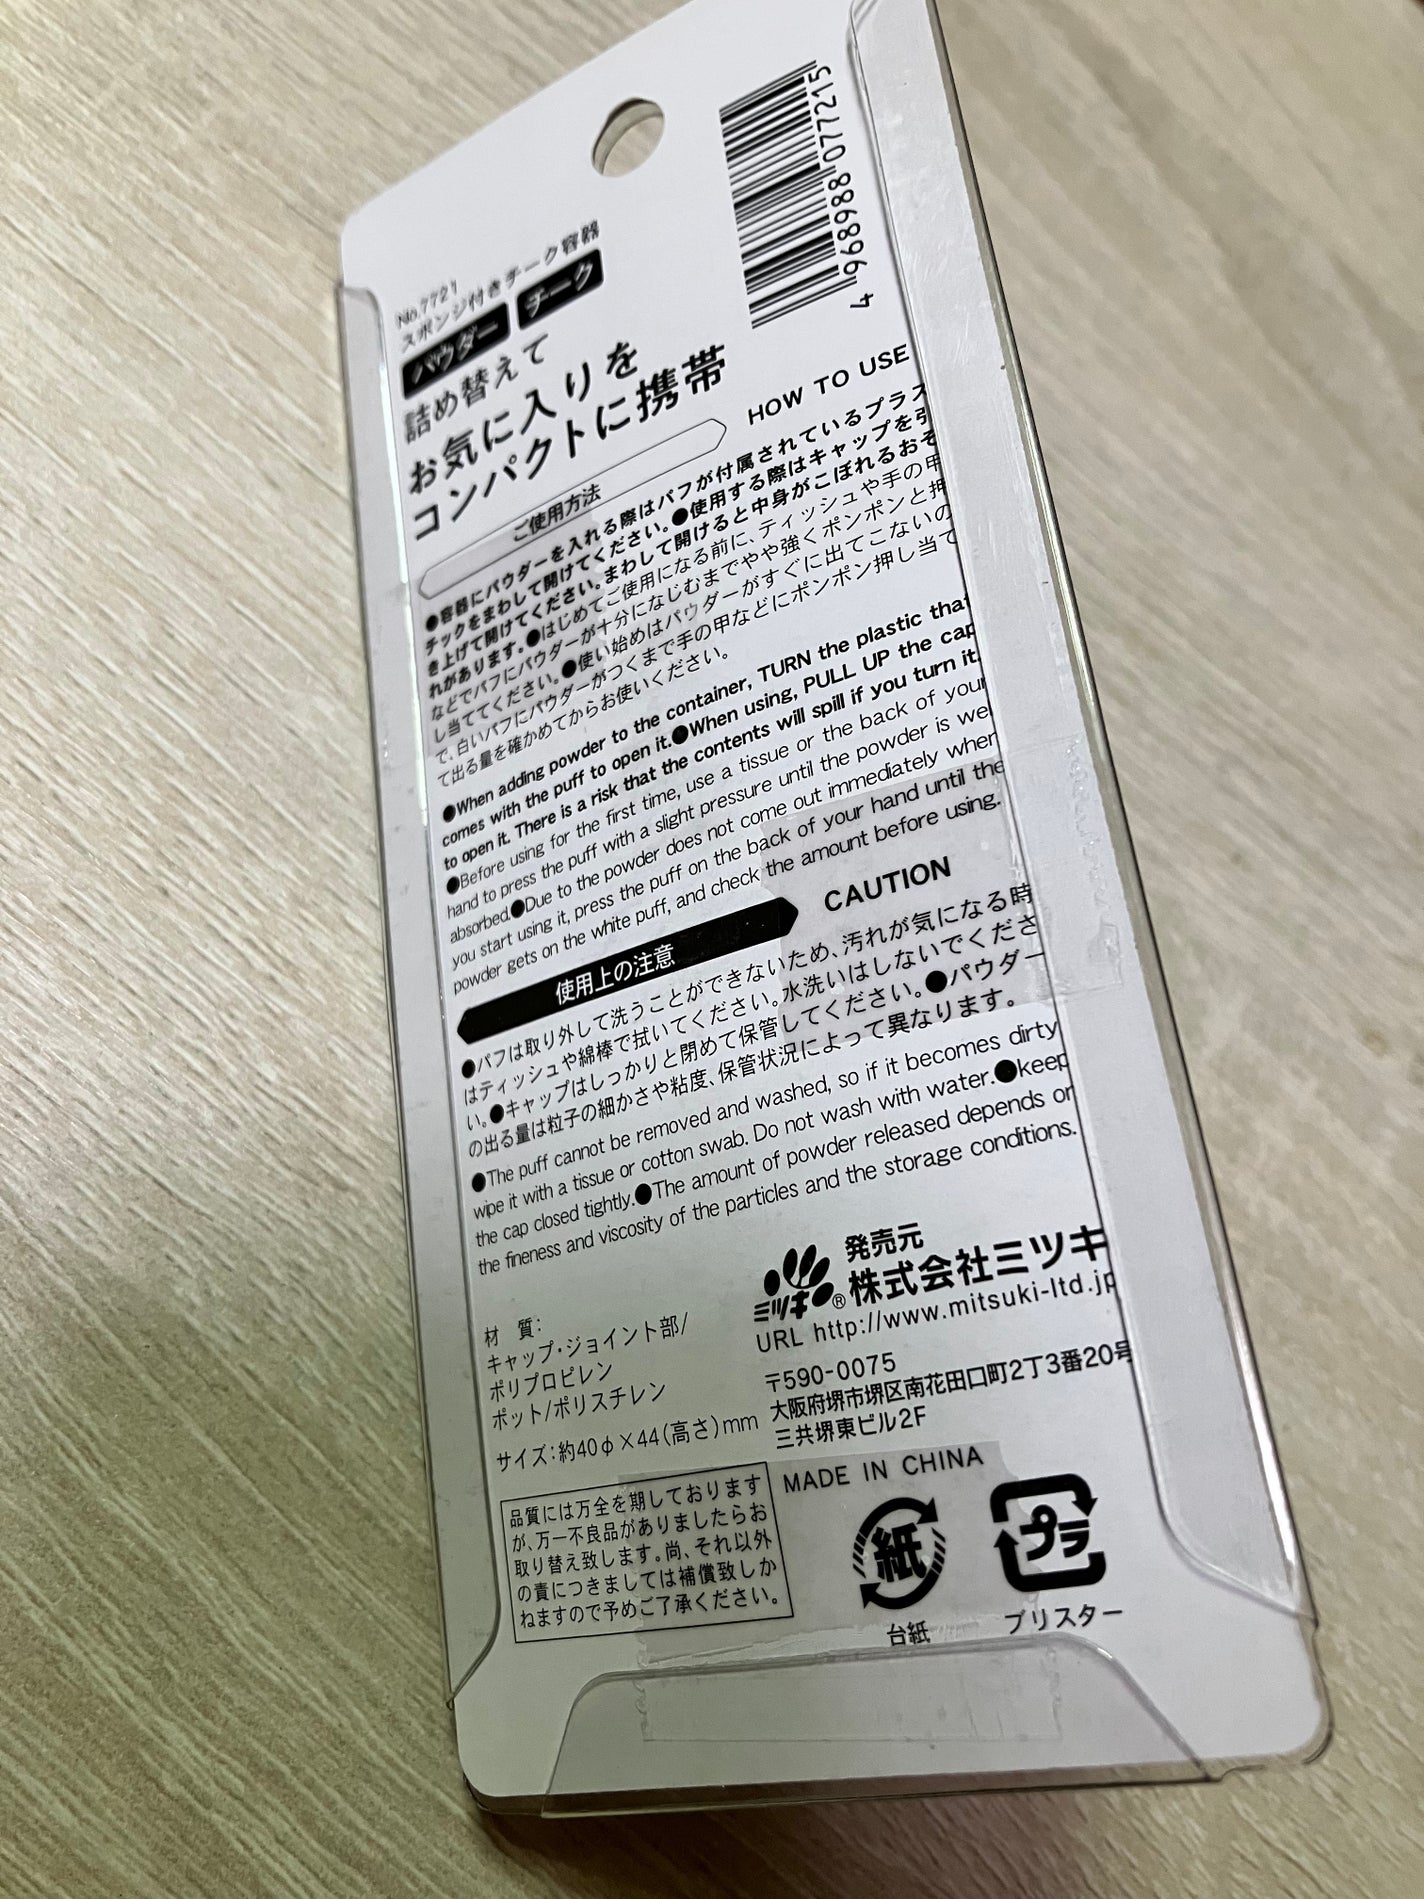 4 968988 077215
No.7721
スポンジ付きチーク容器
パウダー チーク
詰め替えて
お気に入りを
コンパクトに携帯
ご使用方法 HOW TO USE
●容器にパウダーを入れる際はパフが付属されているプラス
チックをまわして開けてください。●使用する際はキャップを引
き上げて開けてください。まわして開けると中身がこぼれるおそ
れがあります。●はじめてご使用になる前に、ティッシュや手の甲
などでパフにパウダーが十分になじむまでやや強くポンポンと押
し当ててください。●使い始めはパウダーがすぐに出てこないの
で、白いパフにパウダーがつくまで手の甲などにポンポン押し当て
て出る量を確かめてからお使いください。
●When adding powder to the container, TURN the plastic that
comes with the puff to open it.●When using, PULL UP the cap
to open it. There is a risk that the contents will spill if you turn it.
●Before using for the first time, use a tissue or the back of your
hand to press the puff with a slight pressure until the powder is we
absorbed.●Due to the powder does not come out immediately when
you start using it, press the puff on the back of your hand until the
powder gets on the white puff, and check the amount before using.
使用上の注意 CAUTION
●パフは取り外して洗うことができないため、汚れが気になる時
はティッシュや綿棒で拭いてください。水洗いはしないでくださ
い。●キャップはしっかりと閉めて保管してください。●パウダー
の出る量は粒子の細かさや粘度、保管状況によって異なります。
●The puff cannot be removed and washed, so if it becomes dirty
wipe it with a tissue or cotton swab. Do not wash with water.●keep
the cap closed tightly.●The amount of powder released depends on
the fineness and viscosity of the particles and the storage conditions.
材 質:
キャップ・ジョイント部/
ポリプロピレン
ポット/ポリスチレン
サイズ:約40φ×44(高さ)mm
品質には万全を期しております
が、万一不良品がありましたらお
取り替え致します。尚、それ以外
の責につきましては補償致しか
ねますので予めご了承ください。
発売元
ミツキ® 株式会社ミツキ
URL http://www.mitsuki-ltd.jp
〒590-0075
大阪府堺市堺区南花田口町2丁3番20号
三共堺東ビル2F
MADE IN CHINA
紙 プラ
台紙 ブリスター